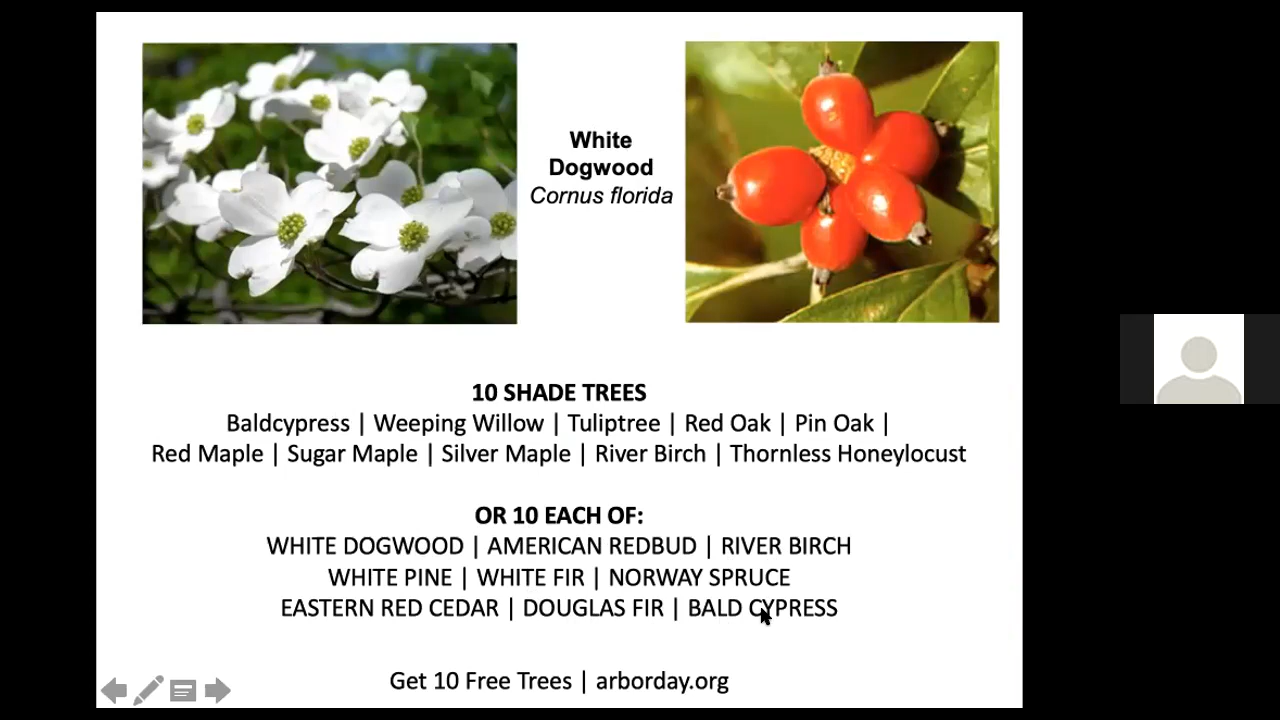 White
Dogwood
Cornus florida
10 SHADE TREES
Baldcypress | Weeping Willow | Tuliptree | Red Oak | Pin Oak |
Red Maple | Sugar Maple | Silver Maple | River Birch | Thornless Honeylocust
OR 10 EACH OF:
WHITE DOGWOOD | AMERICAN REDBUD | RIVER BIRCH
WHITE PINE | WHITE FIR | NORWAY SPRUCE
EASTERN RED CEDAR | DOUGLAS FIR | BALD CYPRESS
Get 10 Free Trees | arborday.org